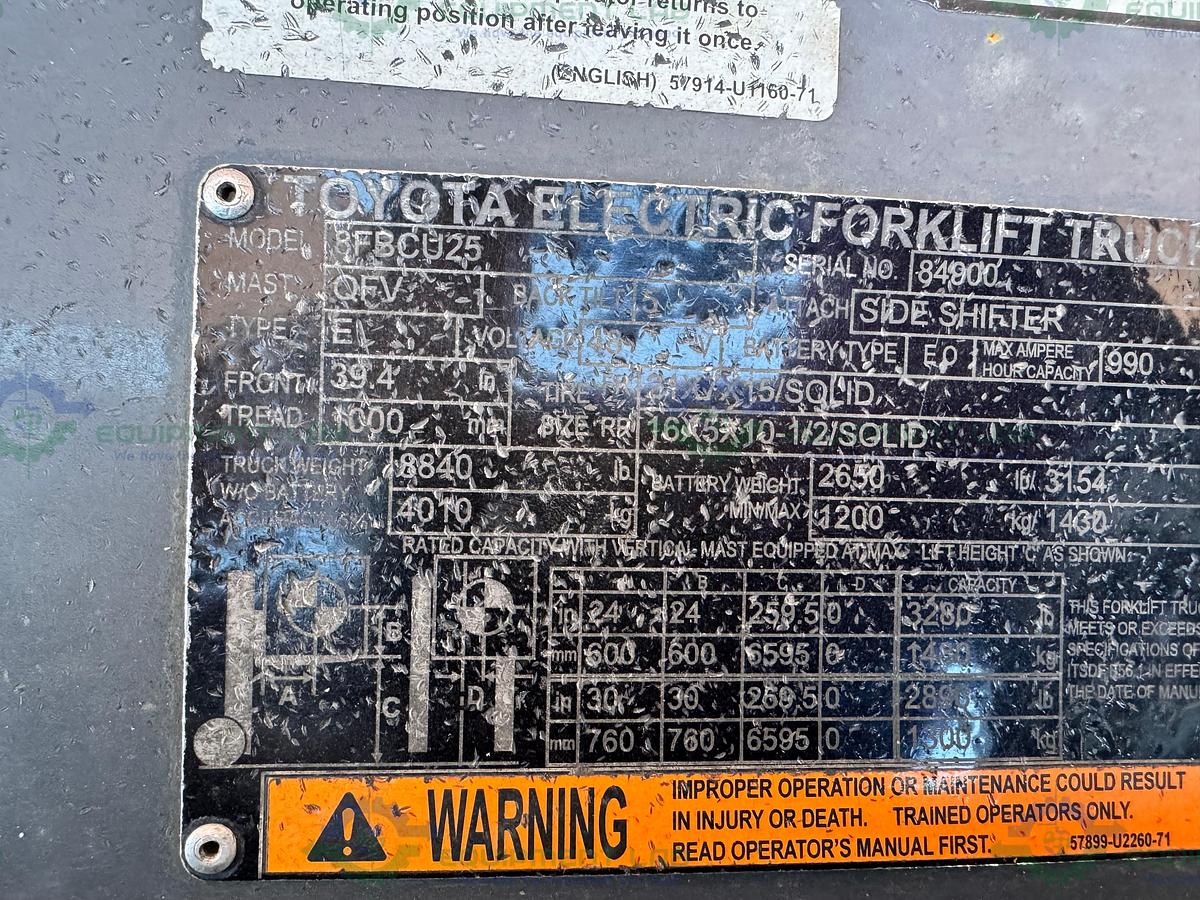 operating position after leaving it once.
(ENGLISH) 57914-U1160-71
TOYOTA ELECTRIC FORKLIFT TRUCK
MODEL 8FBCU25 SERIAL NO. 84900
MAST QFV BACK TILT 5 ATTACH SIDE SHIFTER
TYPE E VOLTAGE 48 V BATTERY TYPE EO MAX AMPERE HOUR CAPACITY 990
FRONT TREAD 39.4 in TIRE X15/SOLID
1000 mm SIZE RR 16X5X10-1/2/SOLID
TRUCK WEIGHT W/O BATTERY 8840 lb BATTERY WEIGHT MIN/MAX 2650 lb/ 3154
4010 kg 1200 kg/ 1430
RATED CAPACITY WITH VERTICAL MAST EQUIPPED AT MAX. LIFT HEIGHT 'C' AS SHOWN
A B C D CAPACITY
in 24 24 259.5 0 3280 lb
mm 600 600 6595 0 kg
in 30 30 0 lb
mm 760 760 6595 0 kg
B
A
C
D
THIS FORKLIFT TRU
MEETS OR EXCEEDS
SPECIFICATIONS OF
IN EFFE
THE DATE OF MANU
WARNING
IMPROPER OPERATION OR MAINTENANCE COULD RESULT
IN INJURY OR DEATH. TRAINED OPERATORS ONLY.
READ OPERATOR'S MANUAL FIRST.
57899-U2260-71